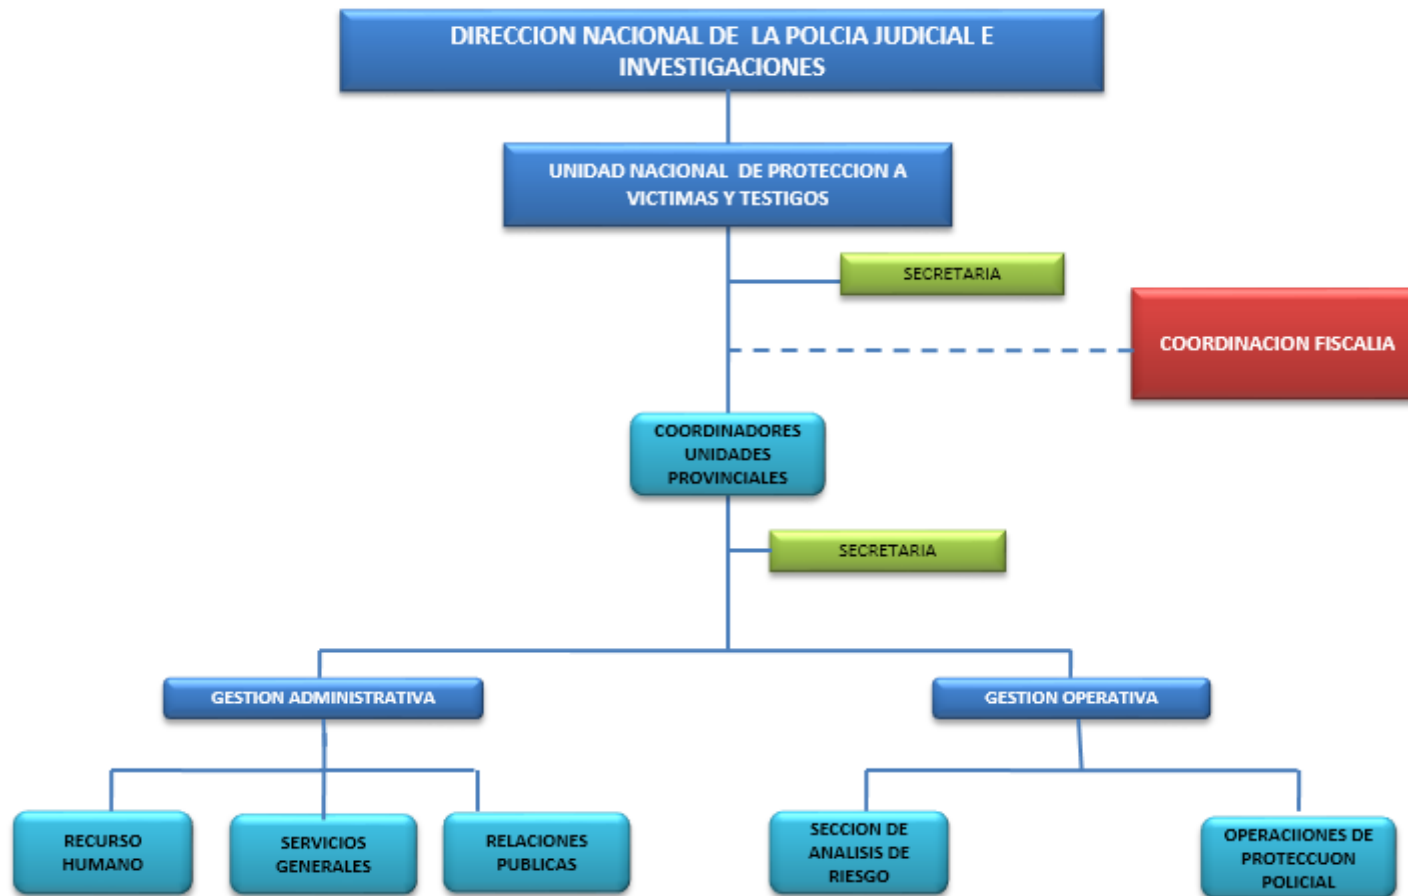 DIRECCION NACIONAL DE LA POLCIA JUDICIAL E
INVESTIGACIONES
UNIDAD NACIONAL DE PROTECCION A
VICTIMAS Y TESTIGOS
SECRETARIA
COORDINACION FISCALIA
COORDINADORES
UNIDADES
PROVINCIALES
SECRETARIA
GESTION ADMINISTRATIVA
GESTION OPERATIVA
RECURSO
HUMANO
SERVICIOS
GENERALES
RELACIONES
PUBLICAS
SECCION DE
ANALISIS DE
RIESGO
OPERACIIONES DE
PROTECCUON
POLICIAL